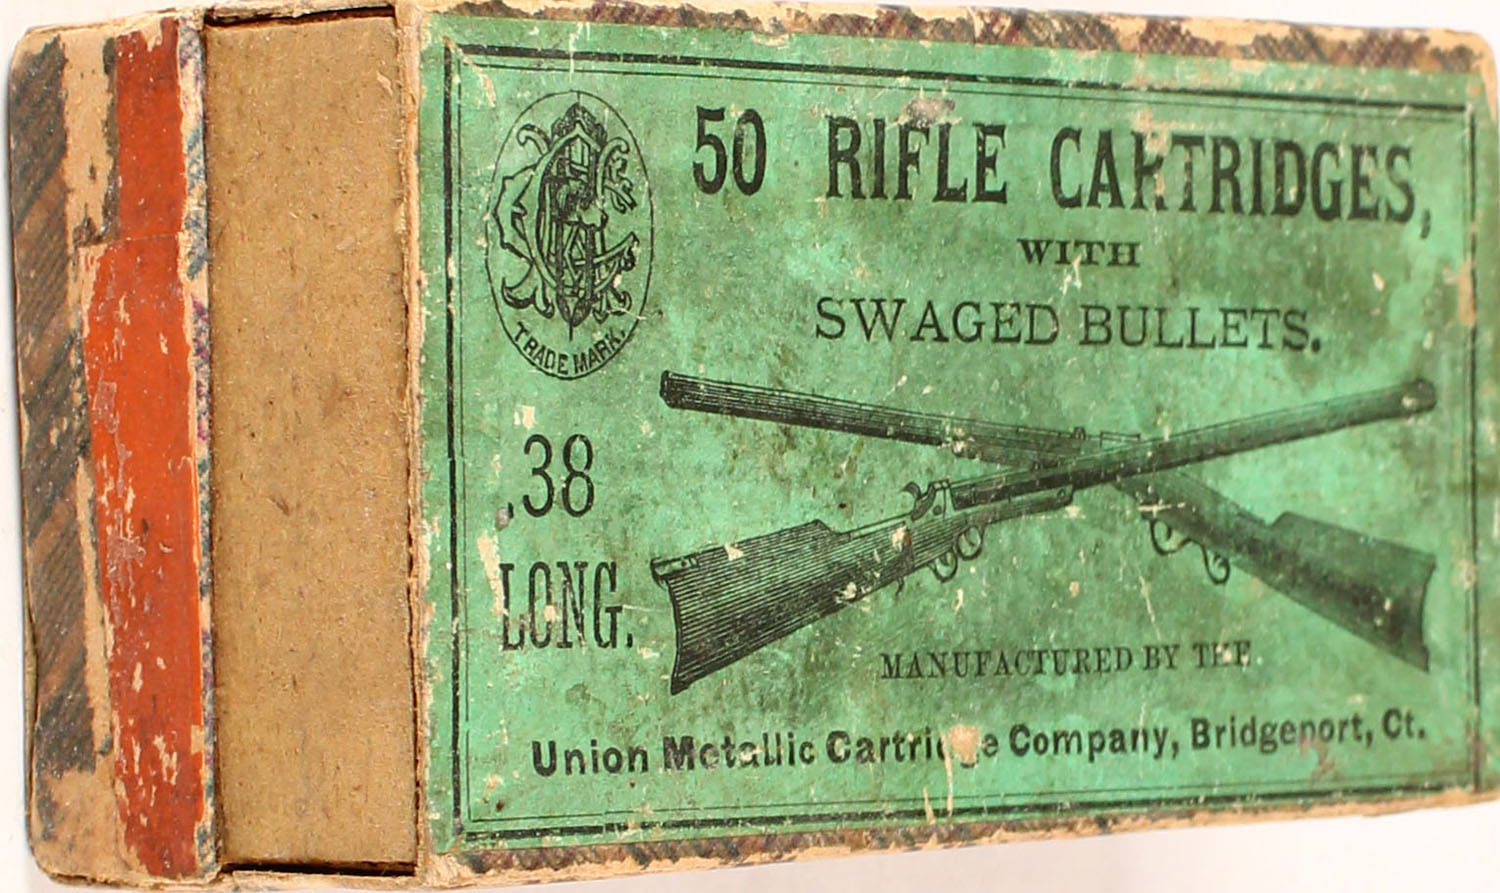 50 RIFLE CARTRIDGES,
WITH
SWAGED BULLETS.
TRADE MARK.
.38
LONG.
MANUFACTURED BY THE
Union Metallic Cartridge Company, Bridgeport, Ct.